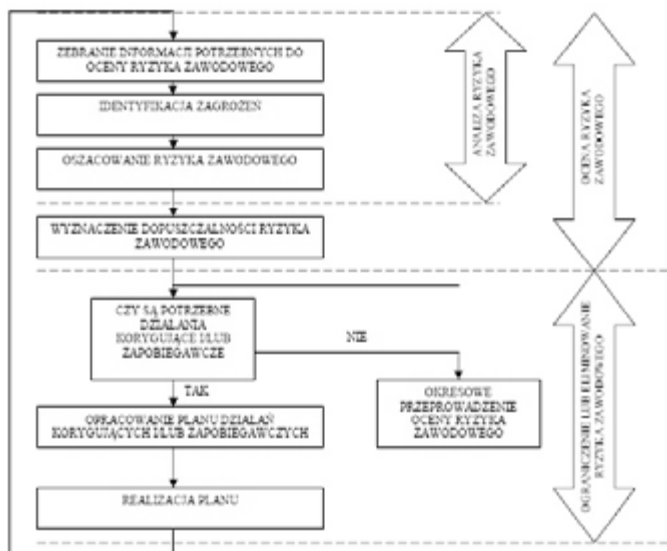 ZEBRANIE INFORMACJI POTRZEBNYCH DO
OCENY RYZYKA ZAWODOWEGO
IDENTYFIKACJA ZAGROŻEŃ
OSZACOWANIE RYZYKA ZAWODOWEGO
WYZNACZENIE DOPUSZCZALNOŚCI RYZYKA
ZAWODOWEGO
CZY SĄ POTRZEBNE
DZIAŁANIA
KORYGUJĄCE I/LUB
ZAPOBIEGAWCZE
NIE
TAK
OPRACOWANIE PLANU DZIAŁAŃ
KORYGUJĄCYCH I/LUB ZAPOBIEGAWCZYCH
OKRESOWE
PRZEPROWADZENIE
OCENY RYZYKA
ZAWODOWEGO
REALIZACJA PLANU
ANALIZA RYZYKA
ZAWODOWEGO
OCENA RYZYKA
ZAWODOWEGO
OGRANICZENIE LUB ELIMINOWANIE
RYZYKA ZAWODOWEGO